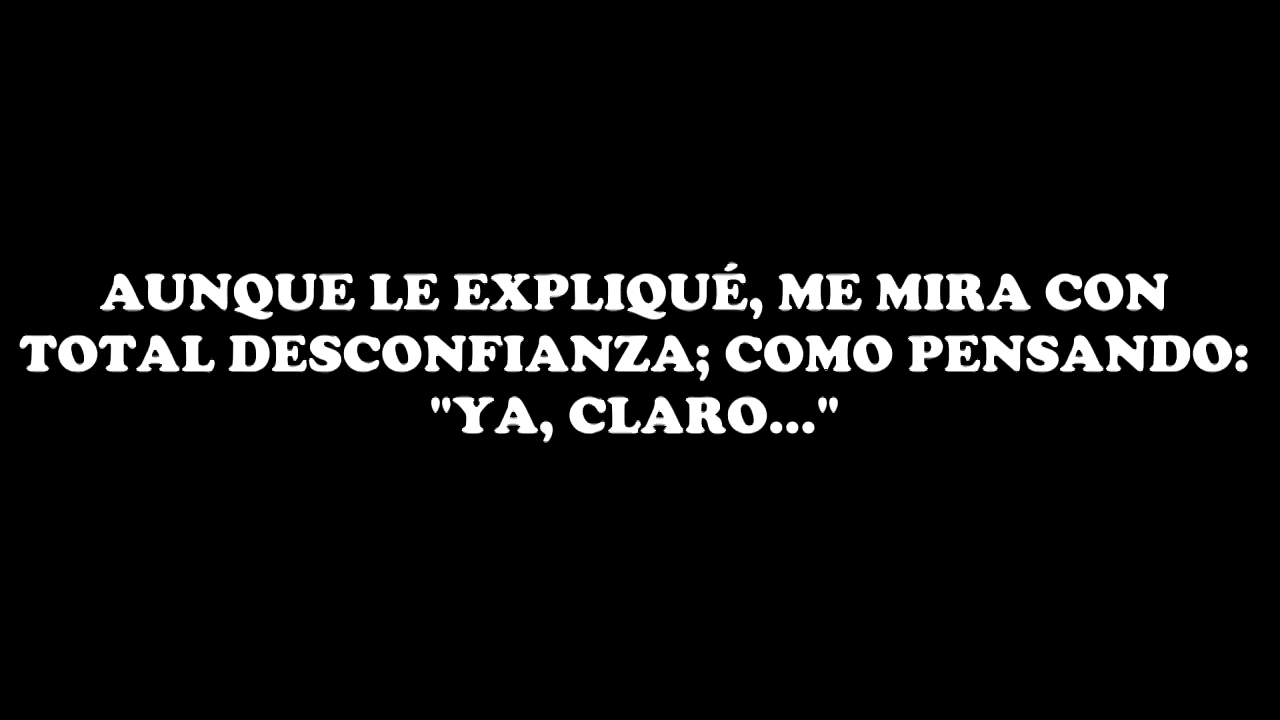 AUNQUE LE EXPLIQUÉ, ME MIRA CON
TOTAL DESCONFIANZA; COMO PENSANDO:
"YA, CLARO..."